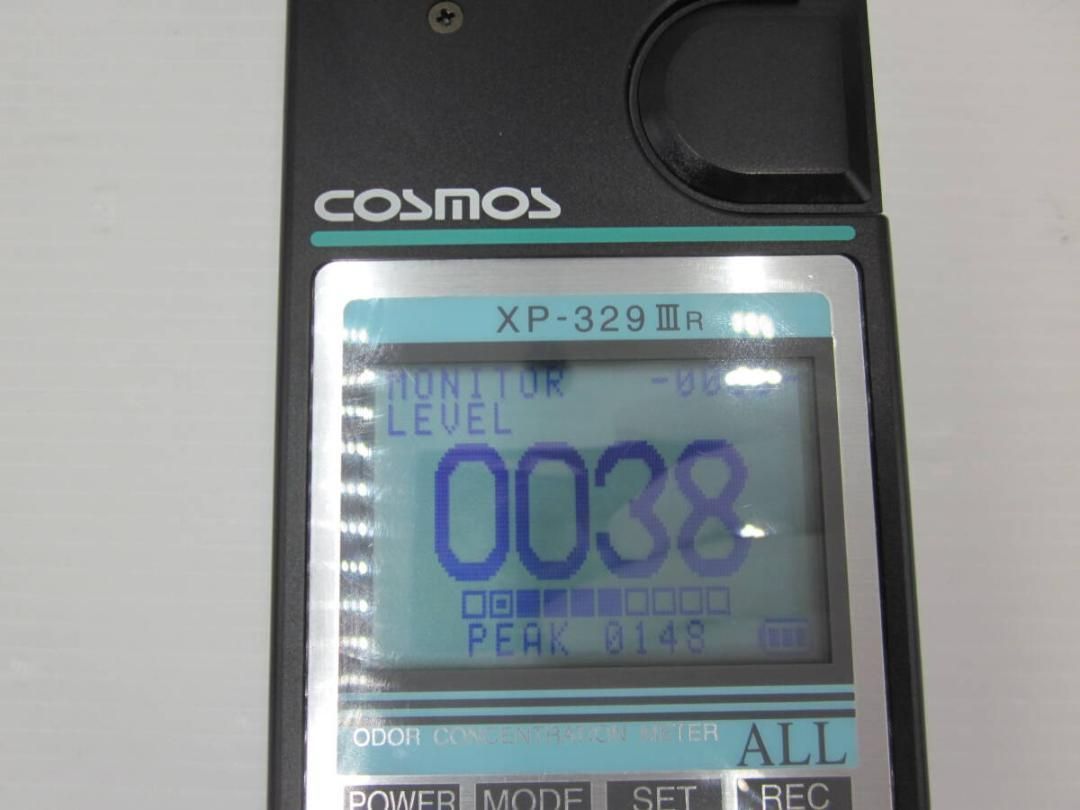 COSMOS
XP-329ⅢR
MONITOR
LEVEL
0038
PEAK 0148
ODOR CONCENTRATION METER ALL
POWER MODE SET REC